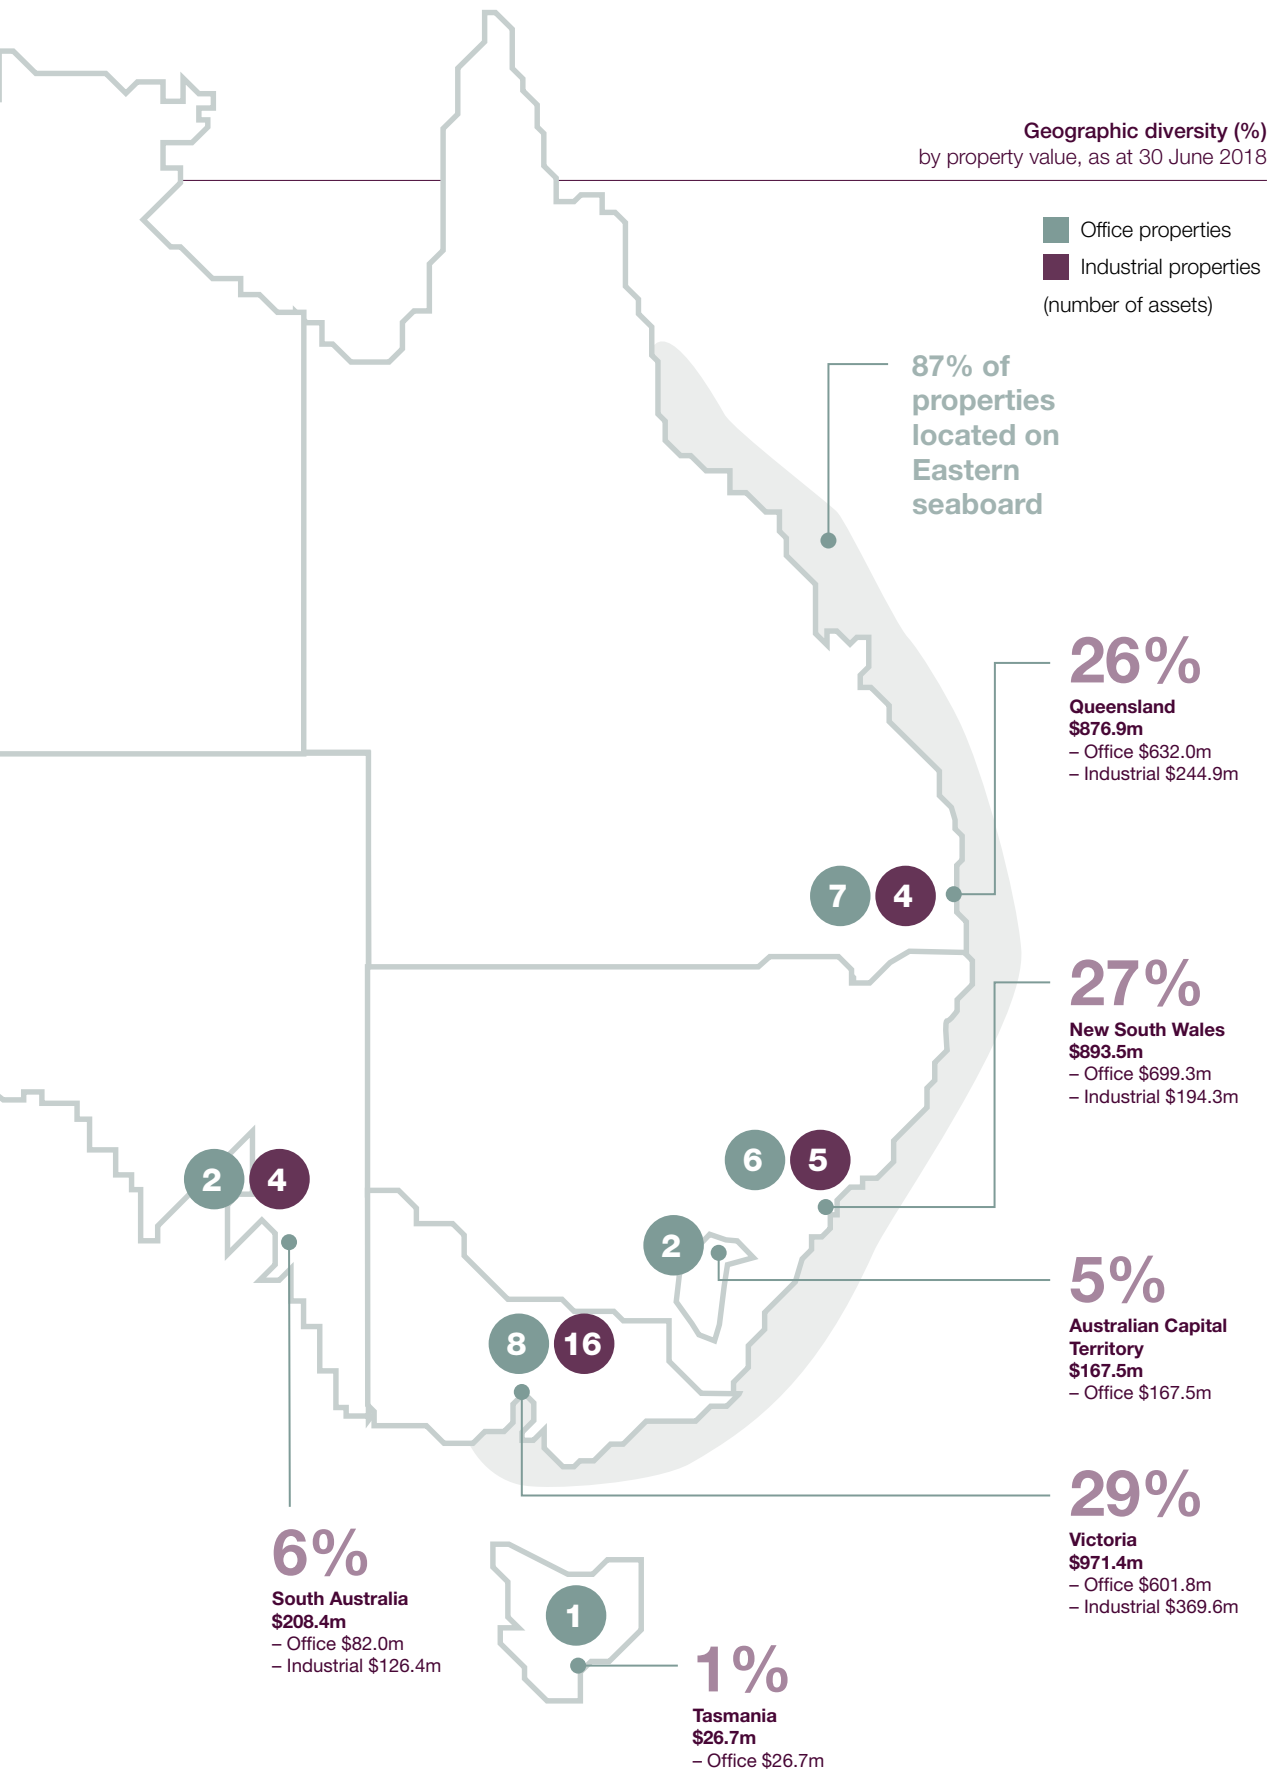 Geographic diversity (%)
by property value, as at 30 June 2018
Office properties
Industrial properties
(number of assets)
87% of
properties
located on
Eastern
seaboard
26%
Queensland
$876.9m
– Office $632.0m
– Industrial $244.9m
7 4
27%
New South Wales
$893.5m
– Office $699.3m
– Industrial $194.3m
6 5
2 4
2
5%
Australian Capital
Territory
$167.5m
– Office $167.5m
8 16
29%
Victoria
$971.4m
– Office $601.8m
– Industrial $369.6m
6%
South Australia
$208.4m
– Office $82.0m
– Industrial $126.4m
1
1%
Tasmania
$26.7m
– Office $26.7m